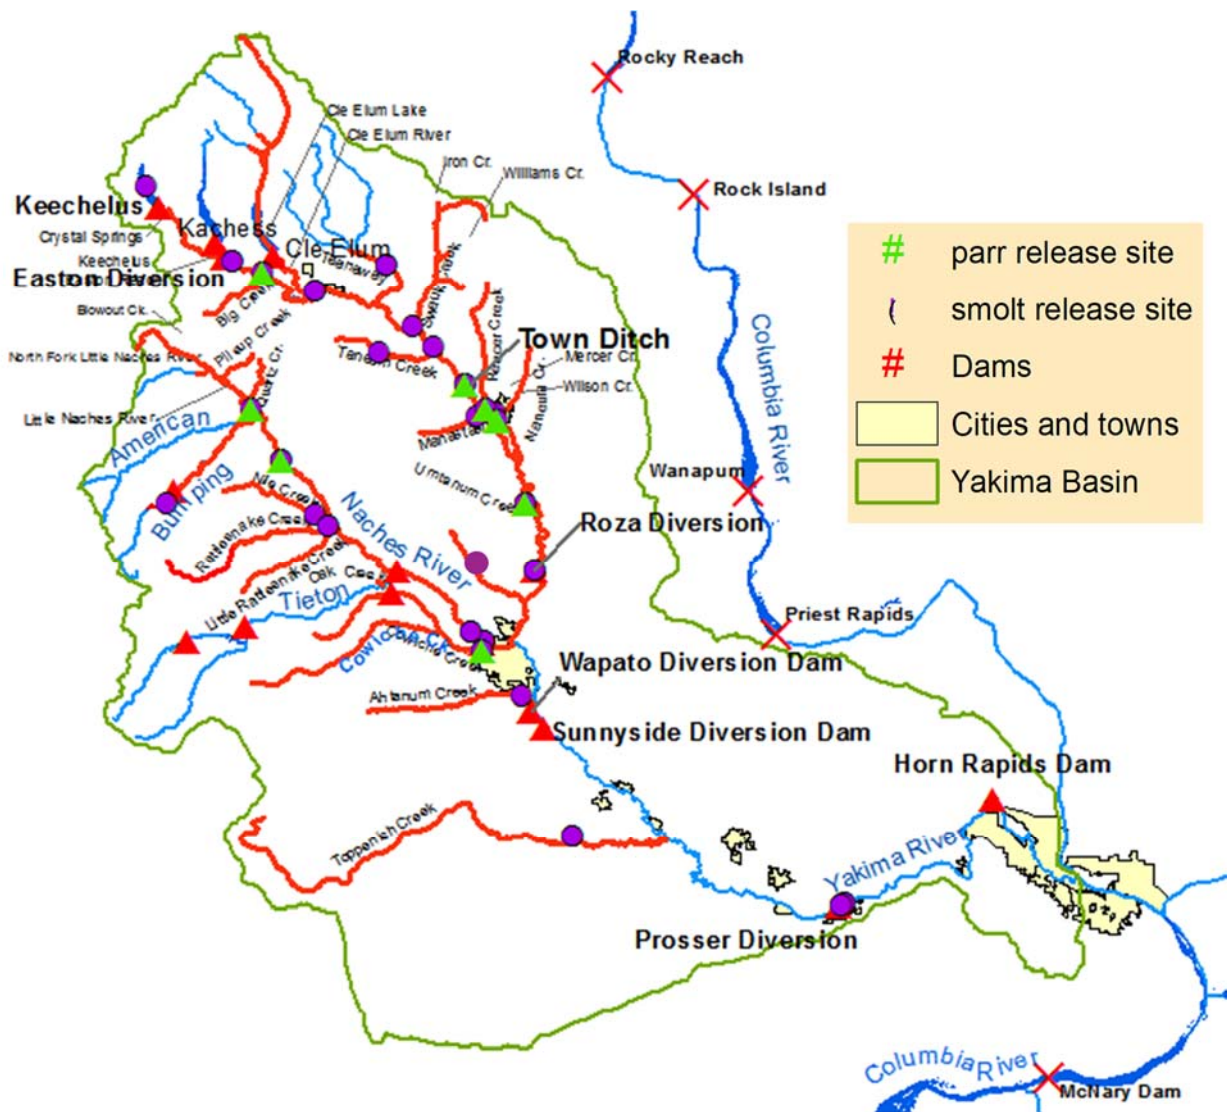 Rocky Reach
Cle Elum Lake
Cle Elum River
Iron Cr.
Williams Cr.
Rock Island
Keechelus
Kachess
Crystal Springs
Cle Elum
Keechelus
Easton Diversion
Teanaway
Swauk Creek
Big Creek
Blowout Ck.
Reecer Creek
Town Ditch
Columbia River
North Fork Little Naches River
Taneum Creek
Mercer Cr.
Wilson Cr.
Quartz Cr.
Little Naches River
American
Umtanum Creek
Wanapum
Bumping
Nile Creek
Naches River
Roza Diversion
Rattlesnake Creek
Little Rattlesnake Creek
Oak Creek
Tieton
Priest Rapids
Cowiche Creek
Wapato Diversion Dam
Ahtanum Creek
Sunnyside Diversion Dam
Horn Rapids Dam
Toppenish Creek
Yakima River
Prosser Diversion
Columbia River
McNary Dam
# parr release site
( smolt release site
# Dams
Cities and towns
Yakima Basin